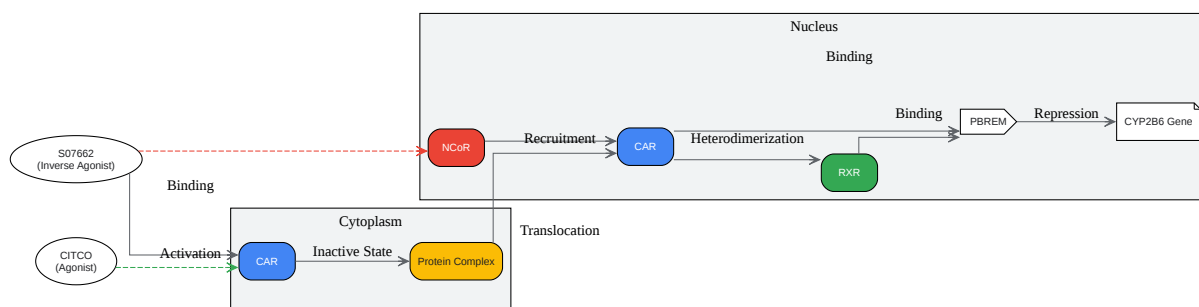 Nucleus
Binding
Binding
PBREM
Repression
CYP2B6 Gene
NCoR
Recruitment
CAR
Heterodimerization
RXR
S07662
(Inverse Agonist)
Binding
Cytoplasm
Translocation
CITCO
(Agonist)
Activation
CAR
Inactive State
Protein Complex